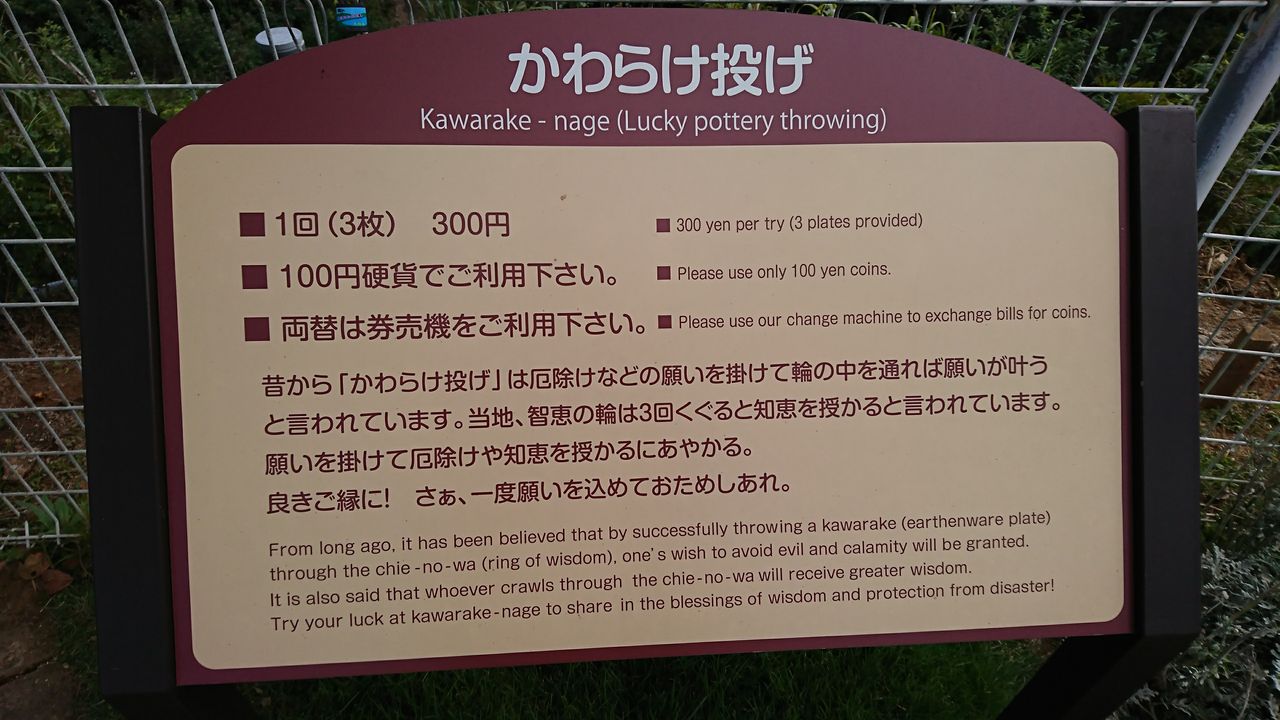 かわらけ投げ
Kawarake - nage (Lucky pottery throwing)
■ 1回（3枚）　300円
■ 300 yen per try (3 plates provided)
■ 100円硬貨でご利用下さい。
■ Please use only 100 yen coins.
■ 両替は券売機をご利用下さい。
■ Please use our change machine to exchange bills for coins.
昔から「かわらけ投げ」は厄除けなどの願いを掛けて輪の中を通れば願いが叶う
と言われています。当地、智恵の輪は3回くぐると知恵を授かると言われています。
願いを掛けて厄除けや知恵を授かるにあやかる。
良きご縁に！　さぁ、一度願いを込めておためしあれ。
From long ago, it has been believed that by successfully throwing a kawarake (earthenware plate)
through the chie-no-wa (ring of wisdom), one's wish to avoid evil and calamity will be granted.
It is also said that whoever crawls through the chie-no-wa will receive greater wisdom.
Try your luck at kawarake-nage to share in the blessings of wisdom and protection from disaster!